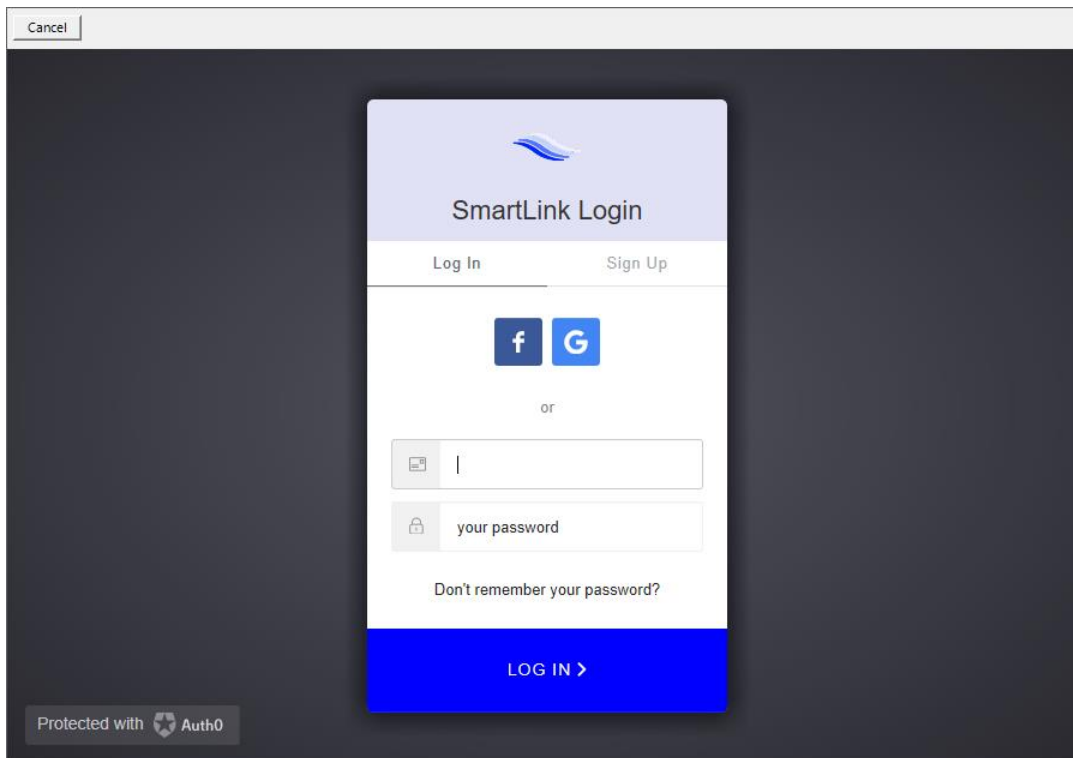 Cancel
SmartLink Login
Log In Sign Up
or
your password
Don't remember your password?
LOG IN
Protected with Auth0